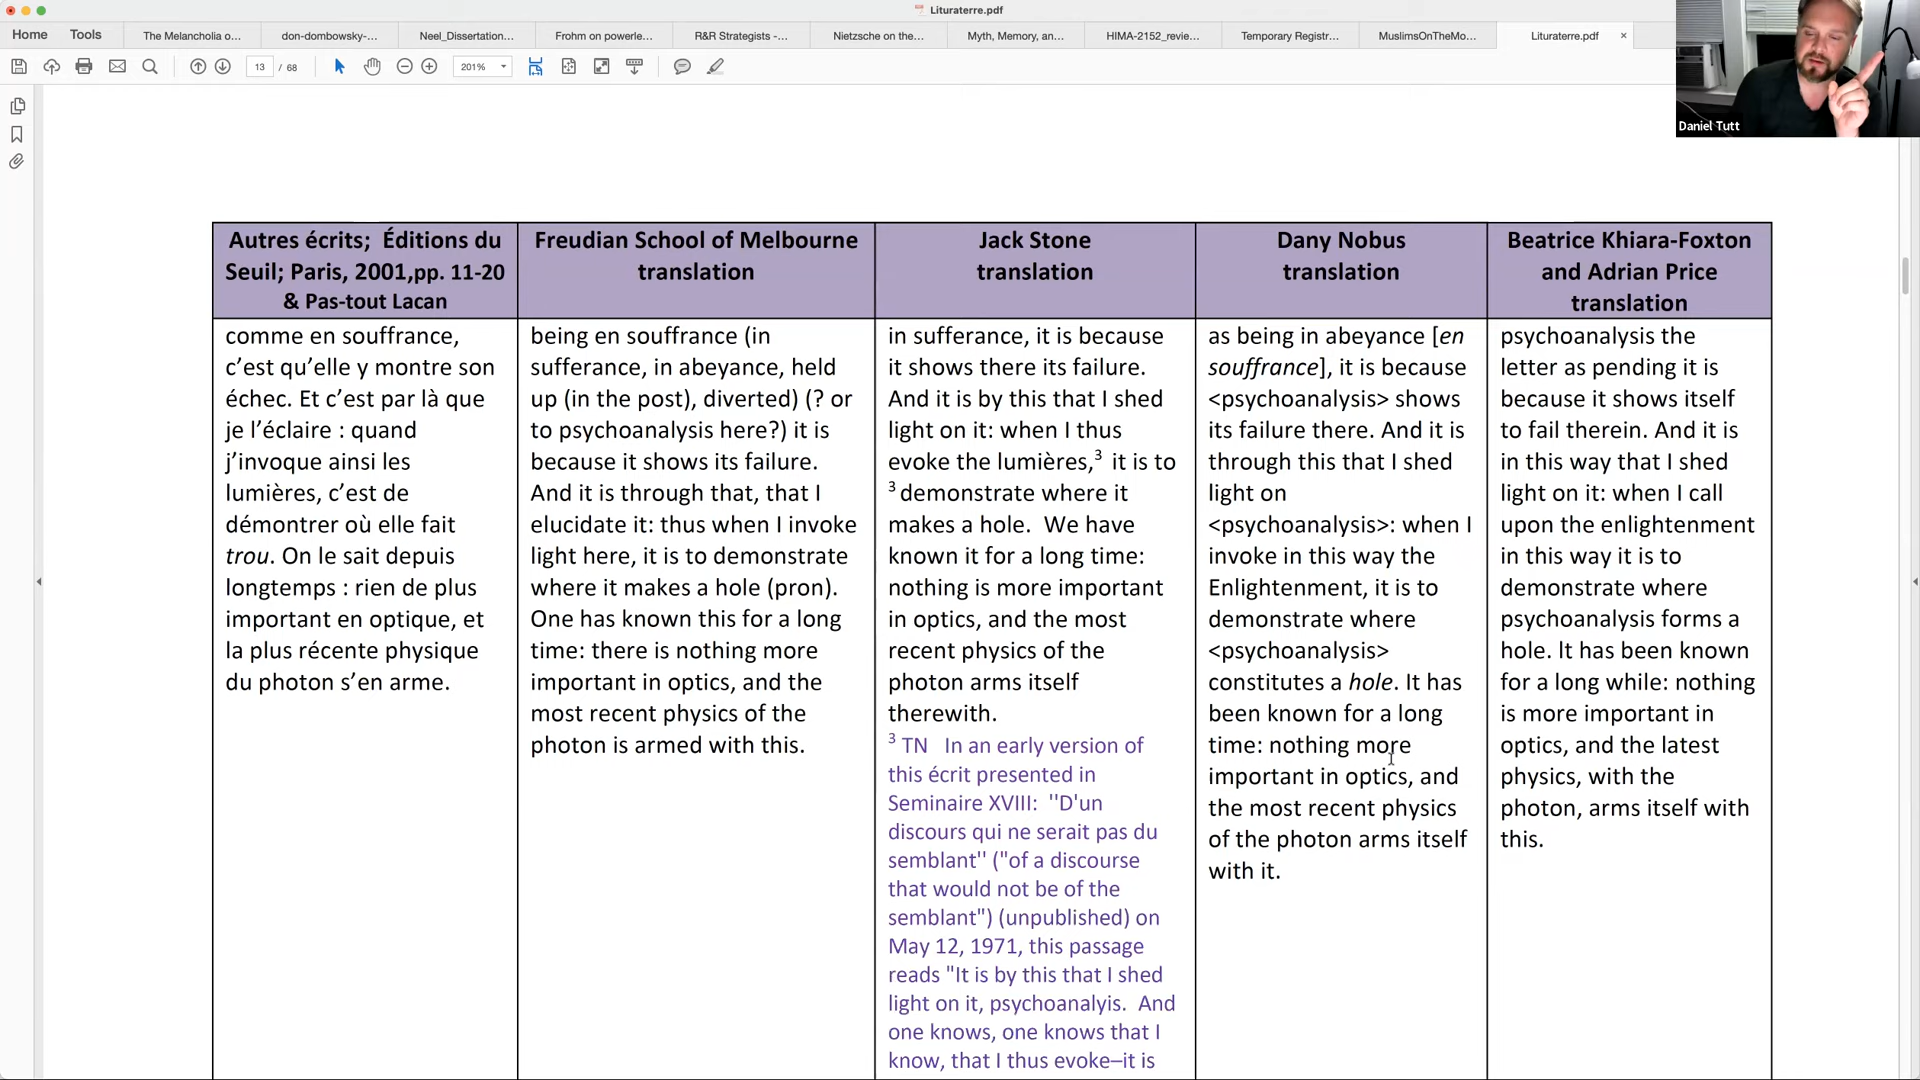 Lituraterre.pdf
Home
Tools
The Melancholia o...
don-dombowsky-...
Neel_Dissertation...
Frohm on powerle...
R&R Strategists -...
Nietzsche on the...
Myth, Memory, an...
HIMA-2152_revie...
Temporary Registr...
MuslimsOnTheMo...
Lituraterre.pdf
13 / 68
201%
Daniel Tutt
Autres écrits; Éditions du
Seuil; Paris, 2001,pp. 11-20
& Pas-tout Lacan
comme en souffrance,
c’est qu’elle y montre son
échec. Et c’est par là que
je l’éclaire : quand
j’invoque ainsi les
lumières, c’est de
démontrer où elle fait
trou. On le sait depuis
longtemps : rien de plus
important en optique, et
la plus récente physique
du photon s’en arme.
Freudian School of Melbourne
translation
being en souffrance (in
sufferance, in abeyance, held
up (in the post), diverted) (? or
to psychoanalysis here?) it is
because it shows its failure.
And it is through that, that I
elucidate it: thus when I invoke
light here, it is to demonstrate
where it makes a hole (pron).
One has known this for a long
time: there is nothing more
important in optics, and the
most recent physics of the
photon is armed with this.
Jack Stone
translation
in sufferance, it is because
it shows there its failure.
And it is by this that I shed
light on it: when I thus
evoke the lumières,3 it is to
3 demonstrate where it
makes a hole. We have
known it for a long time:
nothing is more important
in optics, and the most
recent physics of the
photon arms itself
therewith.
3 TN In an early version of
this écrit presented in
Seminaire XVIII: ''D'un
discours qui ne serait pas du
semblant'' ("of a discourse
that would not be of the
semblant") (unpublished) on
May 12, 1971, this passage
reads "It is by this that I shed
light on it, psychoanalyis. And
one knows, one knows that I
know, that I thus evoke–it is
Dany Nobus
translation
as being in abeyance [en
souffrance], it is because
<psychoanalysis> shows
its failure there. And it is
through this that I shed
light on
<psychoanalysis>: when I
invoke in this way the
Enlightenment, it is to
demonstrate where
<psychoanalysis>
constitutes a hole. It has
been known for a long
time: nothing more
important in optics, and
the most recent physics
of the photon arms itself
with it.
Beatrice Khiara-Foxton
and Adrian Price
translation
psychoanalysis the
letter as pending it is
because it shows itself
to fail therein. And it is
in this way that I shed
light on it: when I call
upon the enlightenment
in this way it is to
demonstrate where
psychoanalysis forms a
hole. It has been known
for a long while: nothing
is more important in
optics, and the latest
physics, with the
photon, arms itself with
this.